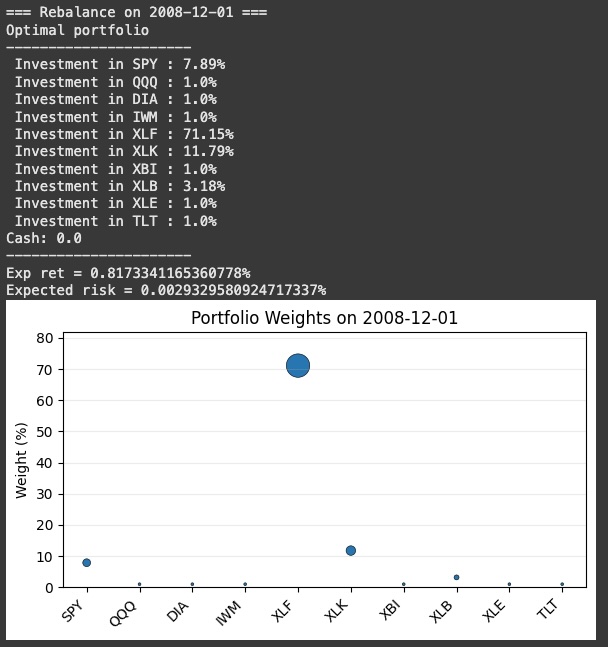 === Rebalance on 2008-12-01 ===
Optimal portfolio
----------------------
Investment in SPY : 7.89%
Investment in QQQ : 1.0%
Investment in DIA : 1.0%
Investment in IWM : 1.0%
Investment in XLF : 71.15%
Investment in XLK : 11.79%
Investment in XBI : 1.0%
Investment in XLB : 3.18%
Investment in XLE : 1.0%
Investment in TLT : 1.0%
Cash: 0.0
----------------------
Exp ret = 0.8173341165360778%
Expected risk = 0.0029329580924717337%
Portfolio Weights on 2008-12-01
Weight (%)
80
70
60
50
40
30
20
10
0
SPY
QQQ
DIA
IWM
XLF
XLK
XBI
XLB
XLE
TLT